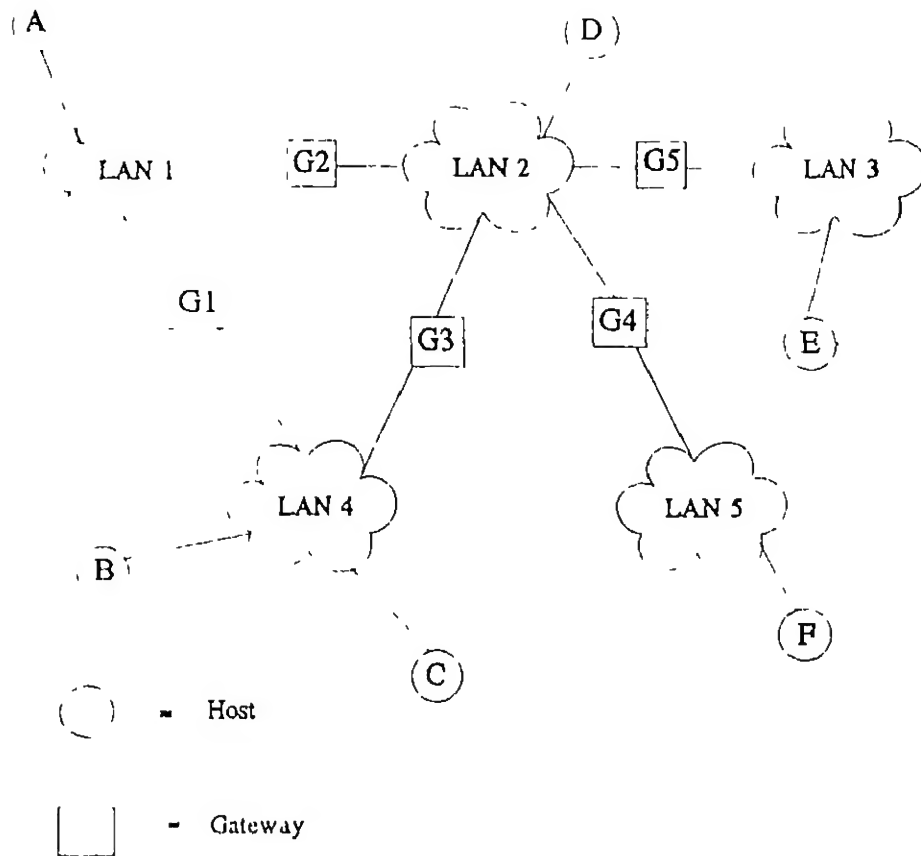 A
D
LAN 1
G2
LAN 2
G5
LAN 3
G1
G3
G4
E
LAN 4
LAN 5
B
F
C
= Host
= Gateway